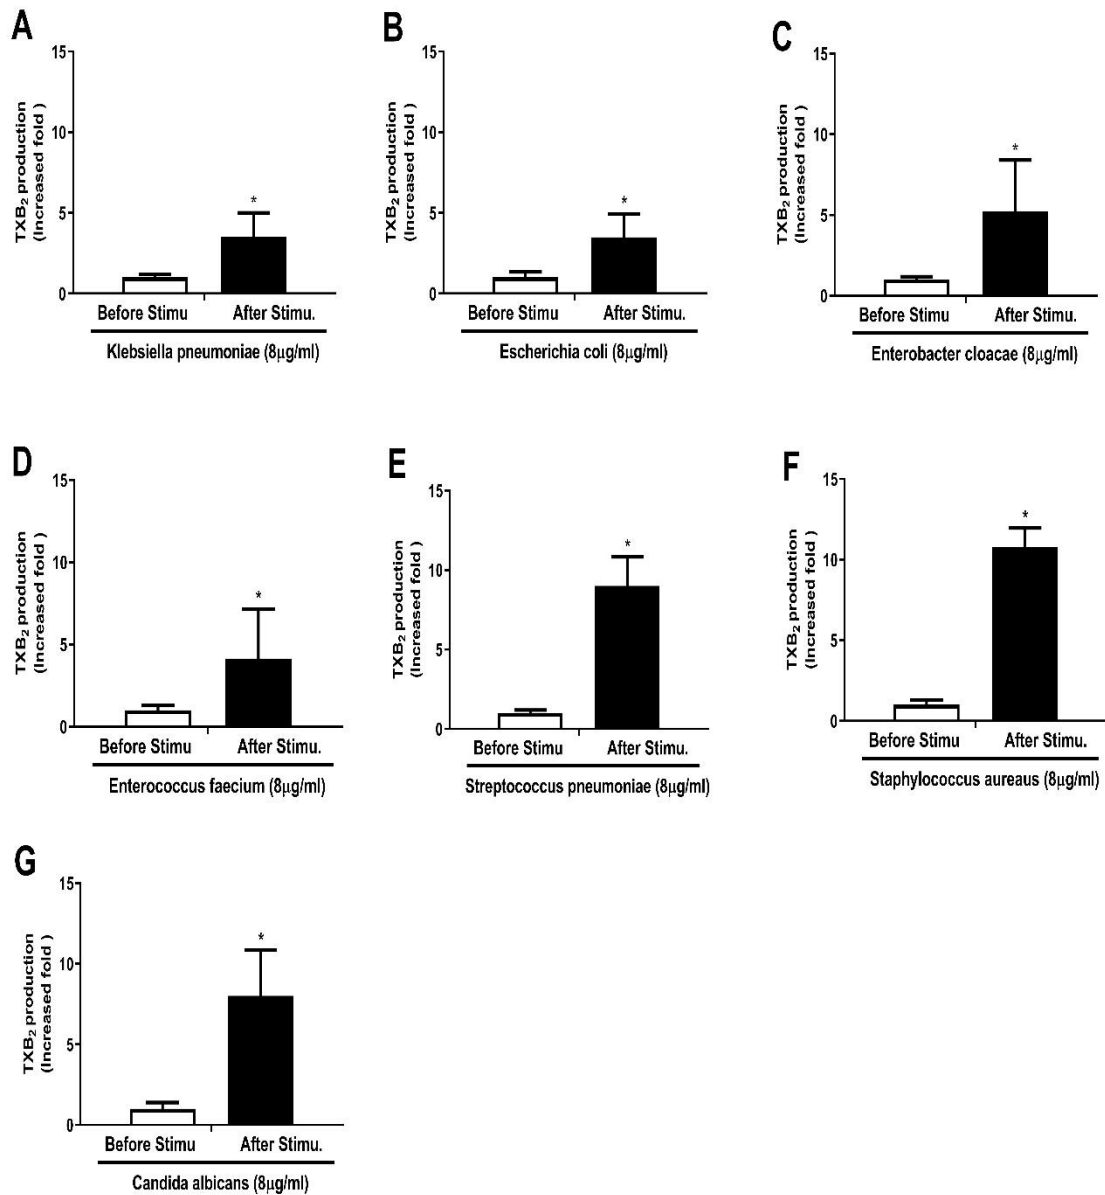 A
TXB₂ production
(Increased fold )
15
10
5
0
Before Stimu
After Stimu.
Klebsiella pneumoniae (8μg/ml)
B
TXB₂ production
(Increased fold )
15
10
5
0
*
*
Before Stimu
After Stimu.
Escherichia coli (8μg/ml)
C
TXB₂ production
(Increased fold )
15
10
5
0
*
Before Stimu
After Stimu.
Enterobacter cloacae (8μg/ml)
D
TXB₂ production
(Increased fold )
15
10
5
0
*
Before Stimu
After Stimu.
Enterococcus faecium (8μg/ml)
E
TXB₂ production
(Increased fold )
15
10
5
0
*
Before Stimu
After Stimu.
Streptococcus pneumoniae (8μg/ml)
F
TXB₂ production
(Increased fold )
15
10
5
0
*
Before Stimu
After Stimu.
Staphylococcus aureaus (8μg/ml)
G
TXB₂ production
(Increased fold )
15
10
5
0
*
Before Stimu
After Stimu.
Candida albicans (8μg/ml)